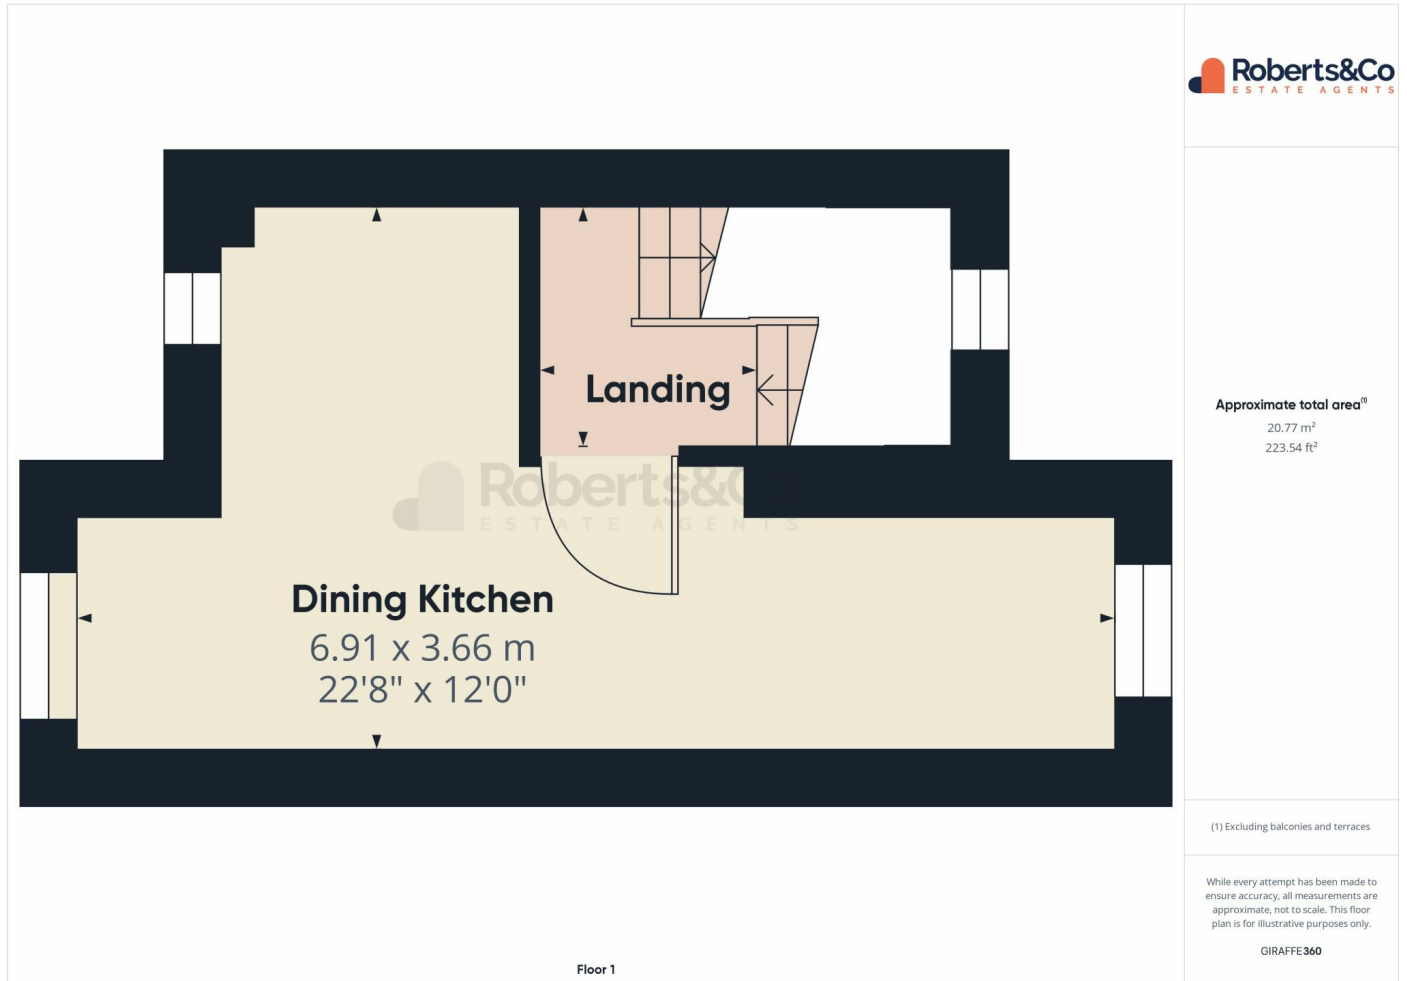 Roberts&Co
ESTATE AGENTS
Landing
Roberts&C
ESTATE AGENTS
Dining Kitchen
6.91 x 3.66 m
22'8" x 12'0"
Approximate total area⁽¹⁾
20.77 m²
223.54 ft²
(1) Excluding balconies and terraces
While every attempt has been made to
ensure accuracy, all measurements are
approximate, not to scale. This floor
plan is for illustrative purposes only.
GIRAFFE360
Floor 1